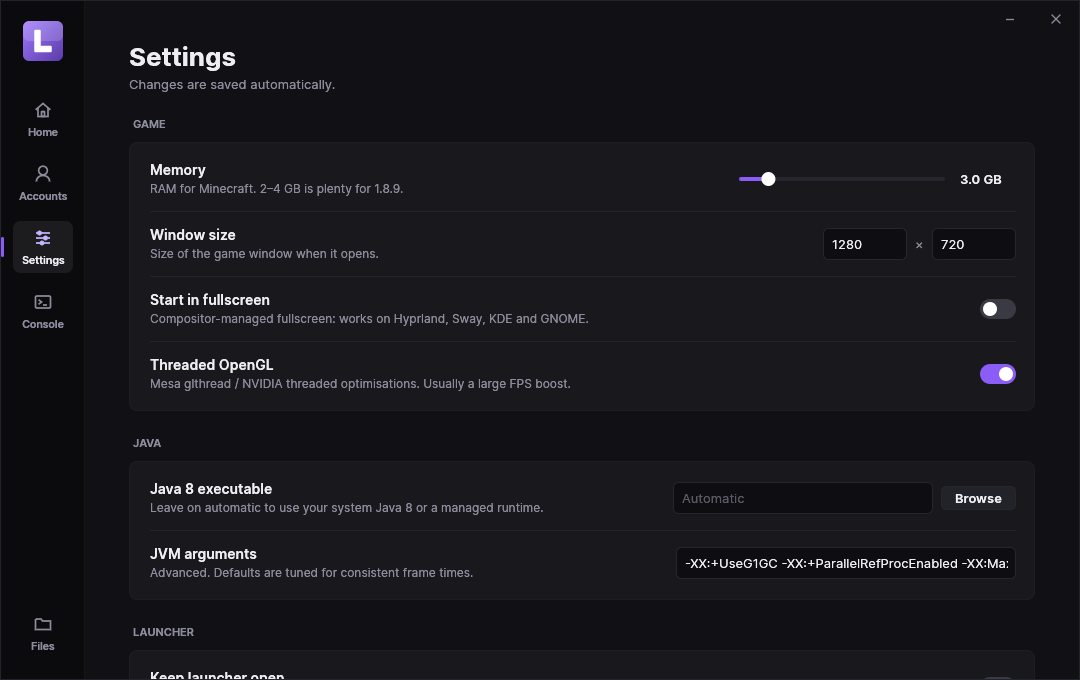 L
Home
Accounts
Settings
Console
Files
Settings
Changes are saved automatically.
GAME
Memory
RAM for Minecraft. 2–4 GB is plenty for 1.8.9.
3.0 GB
Window size
Size of the game window when it opens.
1280 × 720
Start in fullscreen
Compositor-managed fullscreen: works on Hyprland, Sway, KDE and GNOME.
Threaded OpenGL
Mesa glthread / NVIDIA threaded optimisations. Usually a large FPS boost.
JAVA
Java 8 executable
Leave on automatic to use your system Java 8 or a managed runtime.
Automatic
Browse
JVM arguments
Advanced. Defaults are tuned for consistent frame times.
-XX:+UseG1GC -XX:+ParallelRefProcEnabled -XX:Ma
LAUNCHER
Keep launcher open